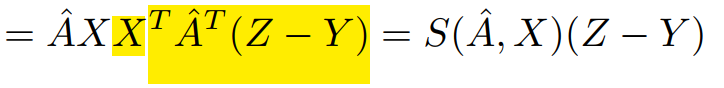 = ÂXX^T Â^T (Z − Y) = S(Â, X)(Z − Y)